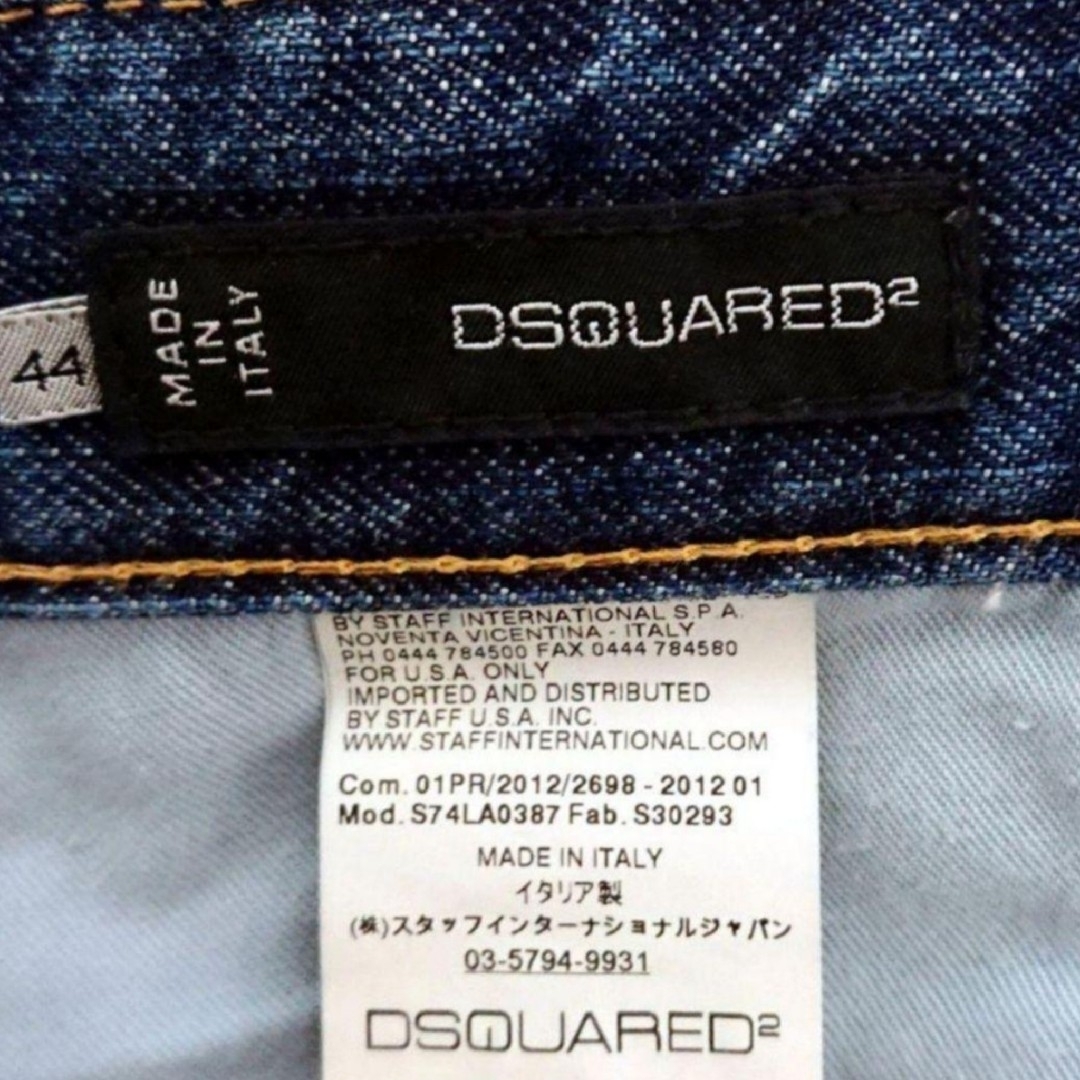 44
MADE
IN
ITALY
DSQUARED²
BY STAFF INTERNATIONAL S.P.A.
NOVENTA VICENTINA - ITALY
PH 0444 784500 FAX 0444 784580
FOR U.S.A. ONLY
IMPORTED AND DISTRIBUTED
BY STAFF U.S.A. INC.
WWW.STAFFINTERNATIONAL.COM
Com. 01PR/2012/2698 - 2012 01
Mod. S74LA0387 Fab. S30293
MADE IN ITALY
イタリア製
(株)スタッフインターナショナルジャパン
03-5794-9931
DSQUARED²